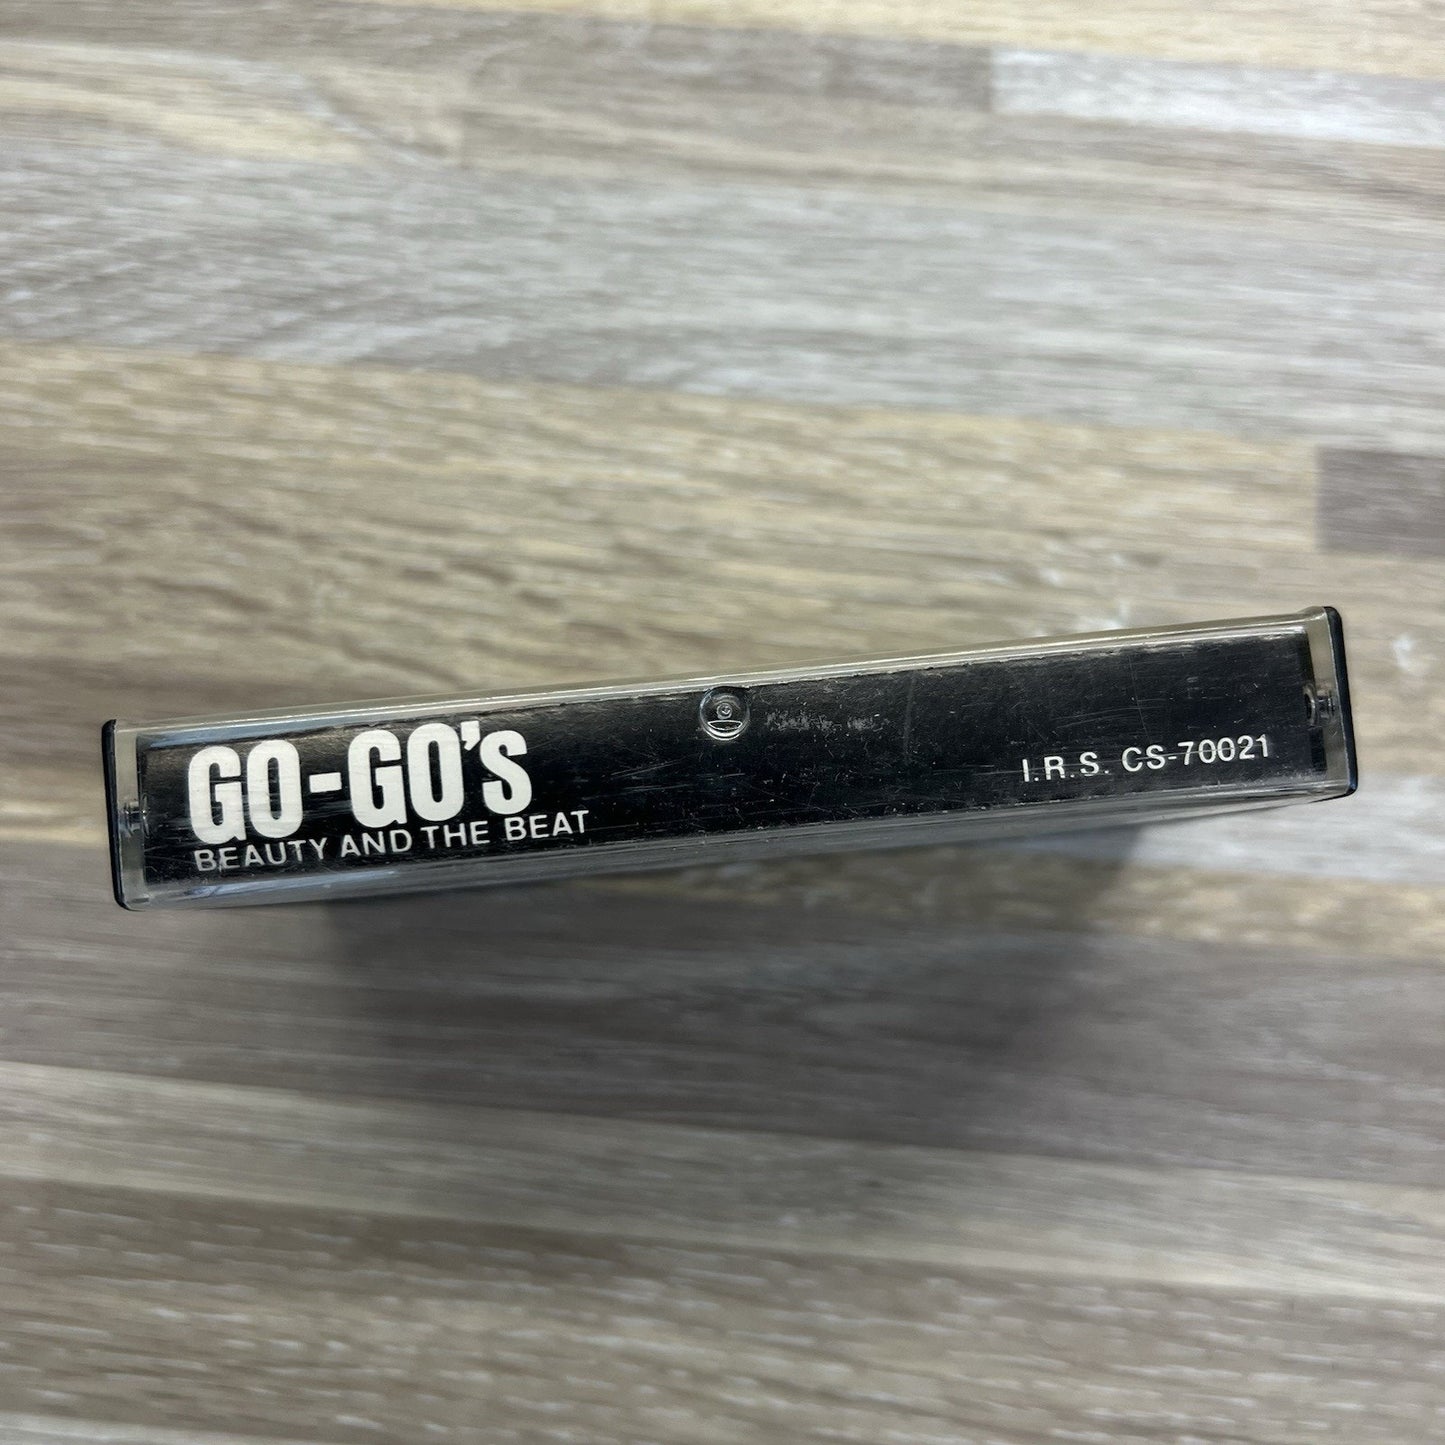 GO-GO's
BEAUTY AND THE BEAT
I.R.S. CS-70021